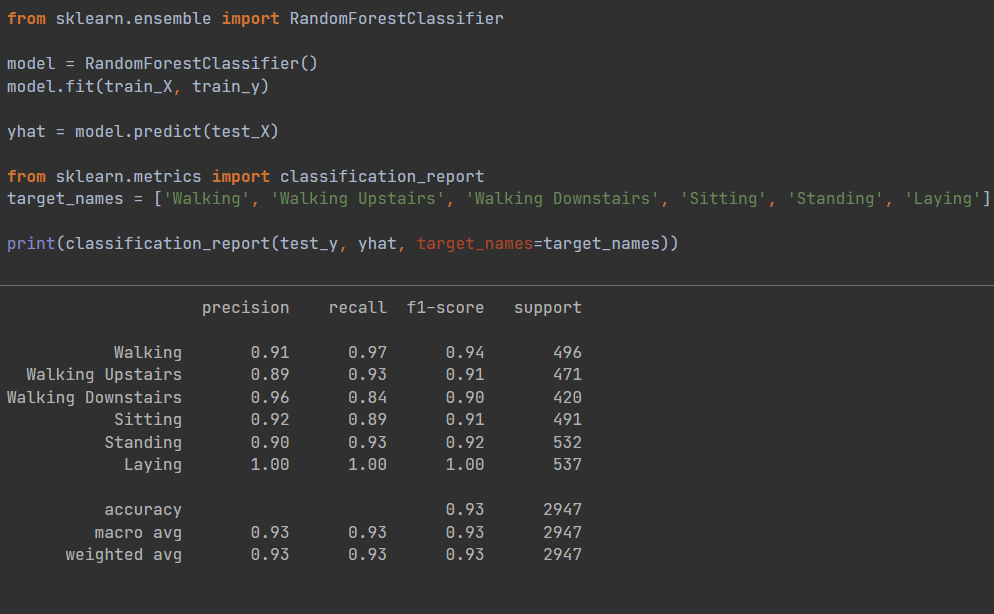 from sklearn.ensemble import RandomForestClassifier
model = RandomForestClassifier()
model.fit(train_X, train_y)
yhat = model.predict(test_X)
from sklearn.metrics import classification_report
target_names = ['Walking', 'Walking Upstairs', 'Walking Downstairs', 'Sitting', 'Standing', 'Laying']
print(classification_report(test_y, yhat, target_names=target_names))
precision recall f1-score support
Walking 0.91 0.97 0.94 496
Walking Upstairs 0.89 0.93 0.91 471
Walking Downstairs 0.96 0.84 0.90 420
Sitting 0.92 0.89 0.91 491
Standing 0.90 0.93 0.92 532
Laying 1.00 1.00 1.00 537
accuracy 0.93 2947
macro avg 0.93 0.93 0.93 2947
weighted avg 0.93 0.93 0.93 2947